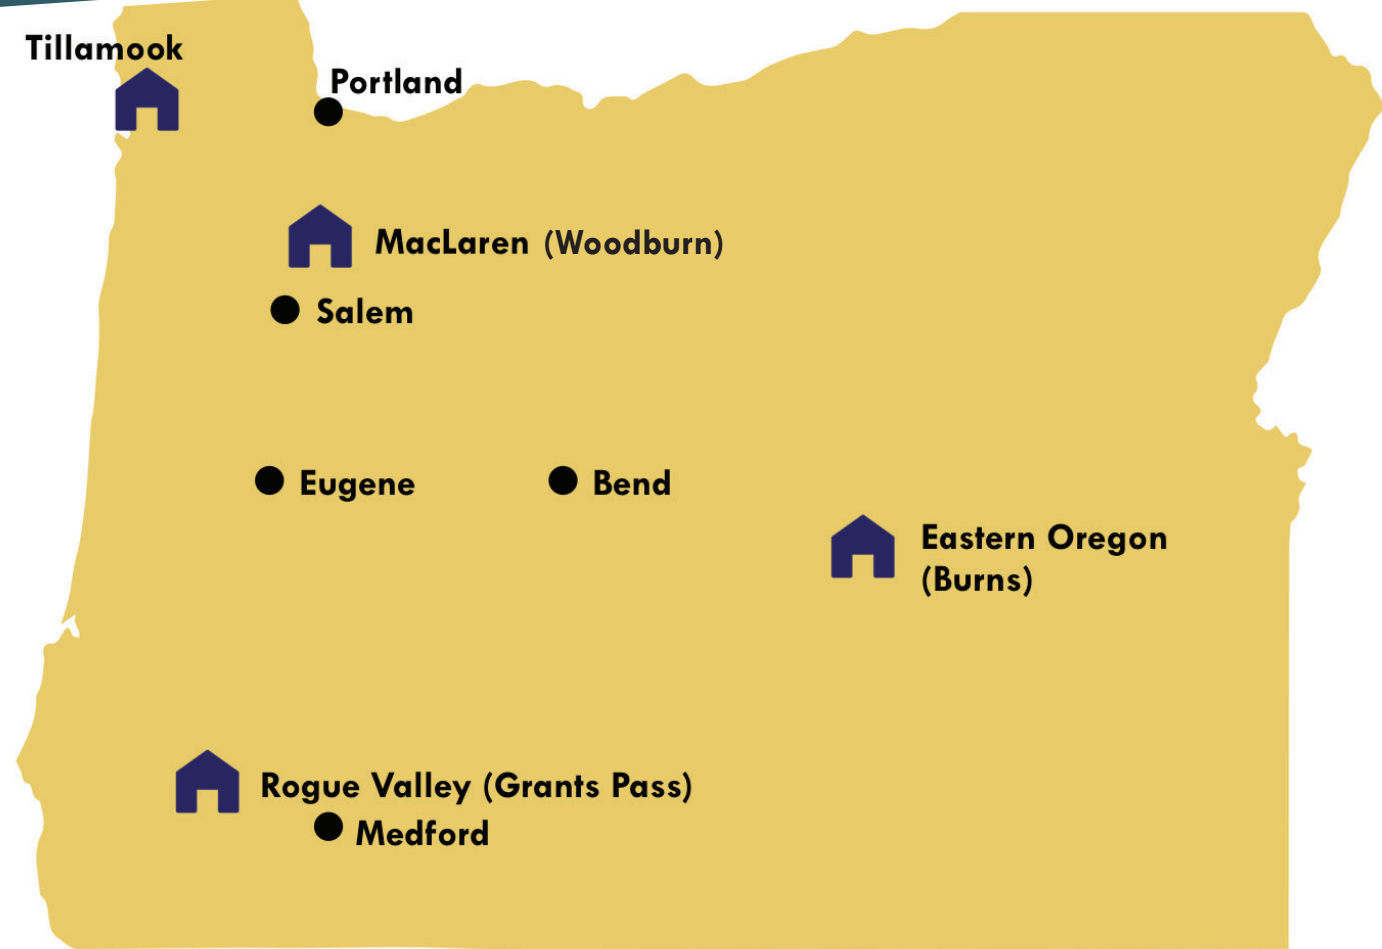 Tillamook
Portland
MacLaren (Woodburn)
Salem
Eugene
Bend
Eastern Oregon
(Burns)
Rogue Valley (Grants Pass)
Medford